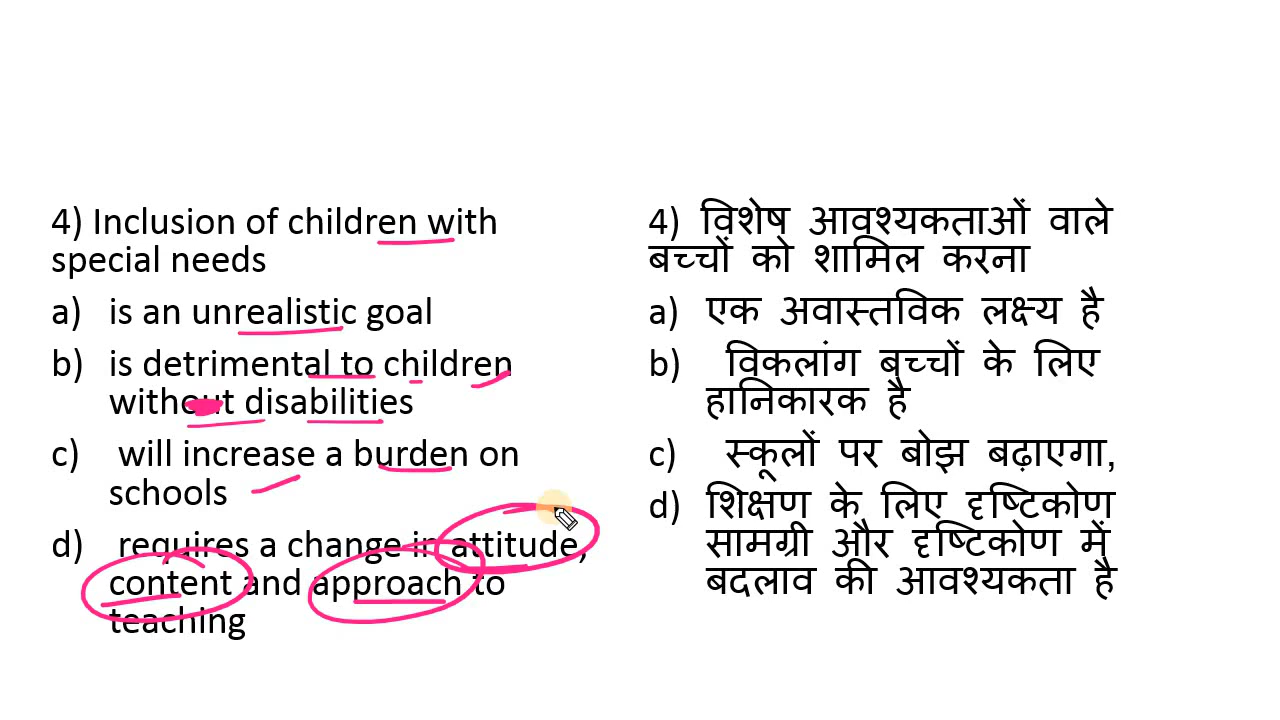 4) Inclusion of children with
special needs
a) is an unrealistic goal
b) is detrimental to children
without disabilities
c) will increase a burden on
schools
d) requires a change in attitude,
content and approach to
teaching
4) विशेष आवश्यकताओं वाले
बच्चों को शामिल करना
a) एक अवास्तविक लक्ष्य है
b) विकलांग बच्चों के लिए
हानिकारक है
c) स्कूलों पर बोझ बढ़ाएगा,
d) शिक्षण के लिए दृष्टिकोण
सामग्री और दृष्टिकोण में
बदलाव की आवश्यकता है